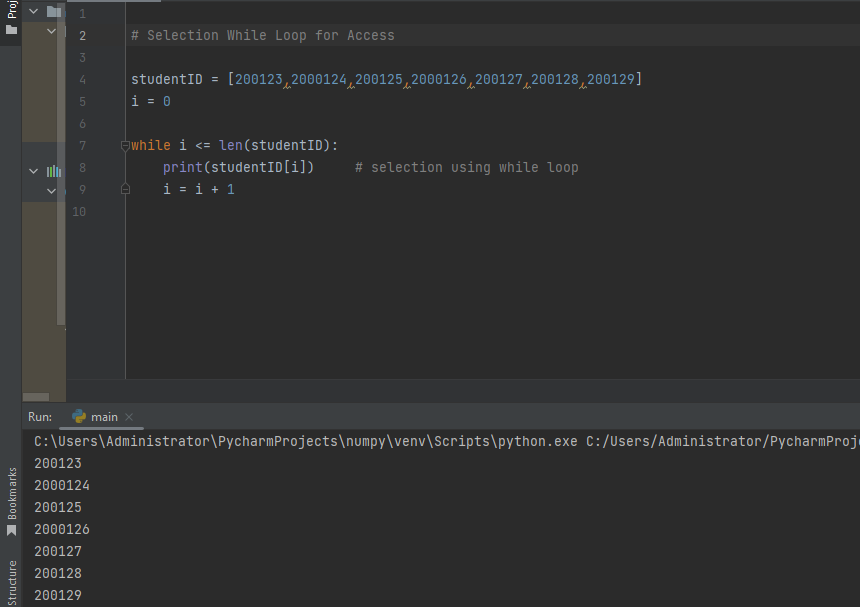 Proj
1
2 # Selection While Loop for Access
3
4 studentID = [200123,2000124,200125,2000126,200127,200128,200129]
5 i = 0
6
7 while i <= len(studentID):
8 print(studentID[i]) # selection using while loop
9 i = i + 1
10
Run: main
C:\Users\Administrator\PycharmProjects\numpy\venv\Scripts\python.exe C:/Users/Administrator/PycharmProje
200123
2000124
200125
2000126
200127
200128
200129
Bookmarks
Structure